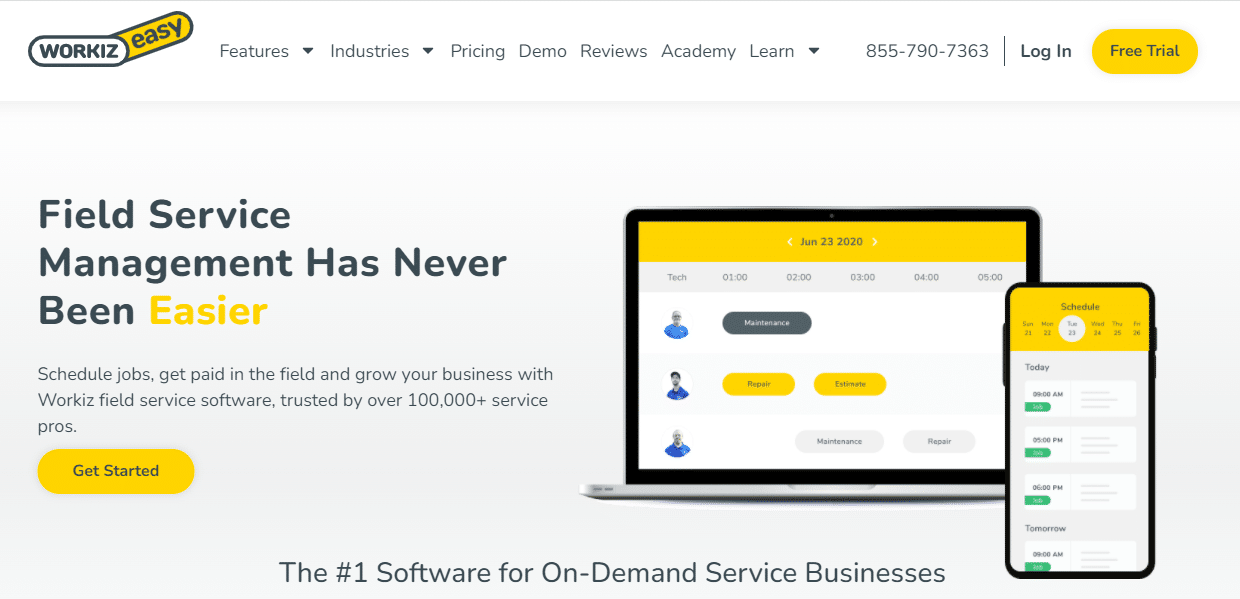 WORKIZ easy
Features Industries Pricing Demo Reviews Academy Learn 855-790-7363 Log In Free Trial
Field Service
Management Has Never
Been Easier
Schedule jobs, get paid in the field and grow your business with
Workiz field service software, trusted by over 100,000+ service
pros.
Get Started
Jun 23 2020
Tech 01:00 02:00 03:00 04:00 05:00
Maintenance
Repair Estimate
Maintenance Repair
Schedule
Sun Mon Tue Wed Thu Fri
21 22 23 24 25 26
Today
09:00 AM
Job
05:00 PM
Job
06:00 PM
Job
Tomorrow
09:00 AM
Job
The #1 Software for On-Demand Service Businesses